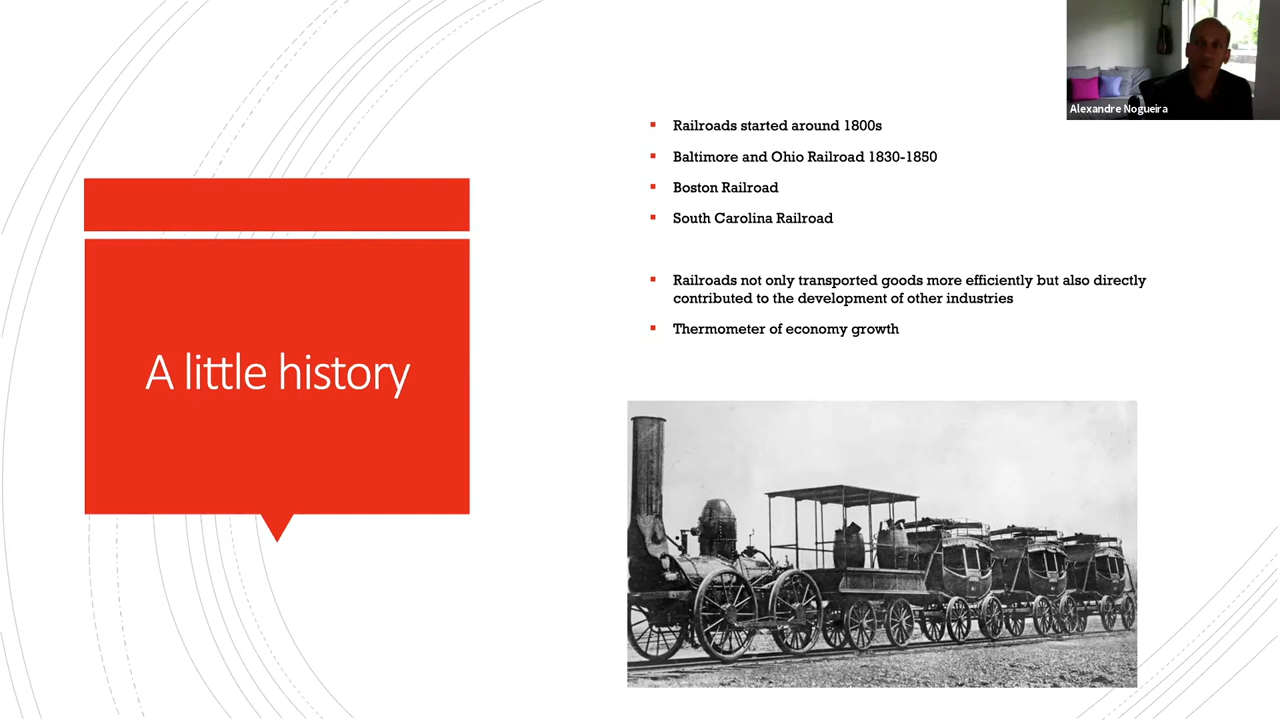 Alexandre Nogueira
A little history
Railroads started around 1800s
Baltimore and Ohio Railroad 1830-1850
Boston Railroad
South Carolina Railroad
Railroads not only transported goods more efficiently but also directly
contributed to the development of other industries
Thermometer of economy growth